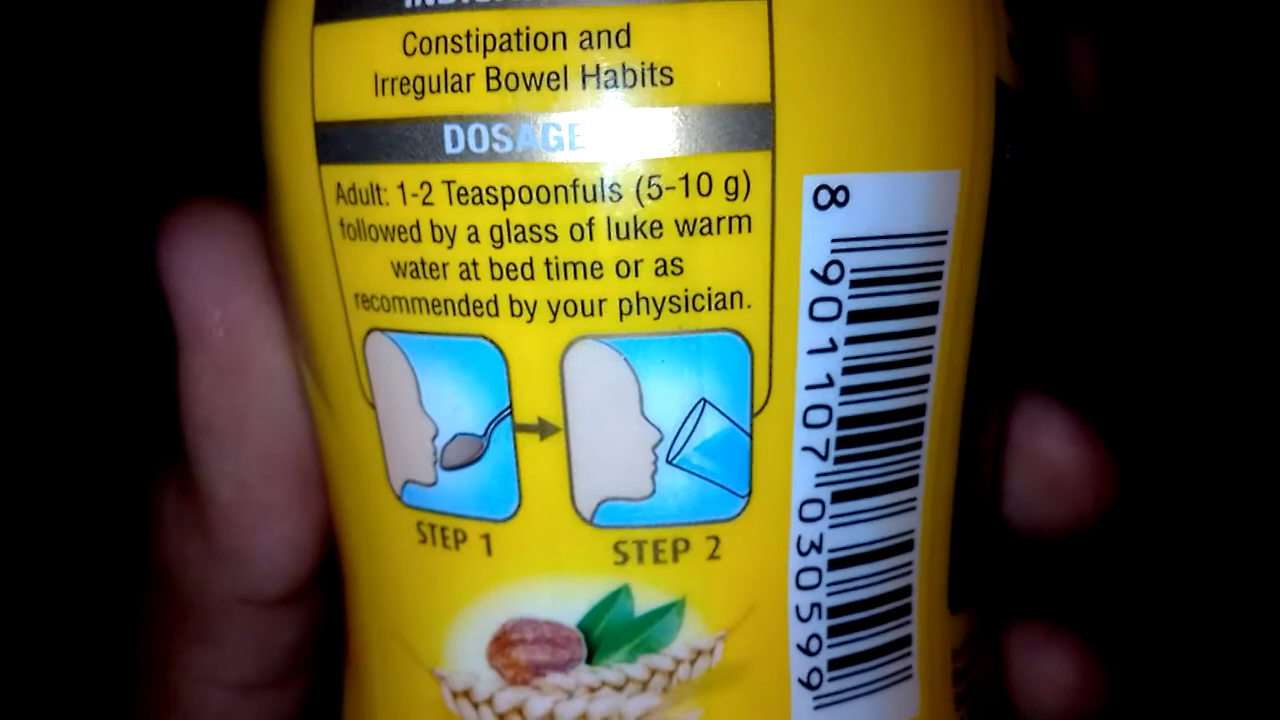 Constipation and
Irregular Bowel Habits
DOSAGE
Adult: 1-2 Teaspoonfuls (5-10 g)
followed by a glass of luke warm
water at bed time or as
recommended by your physician.
STEP 1
STEP 2
8 901107 030599